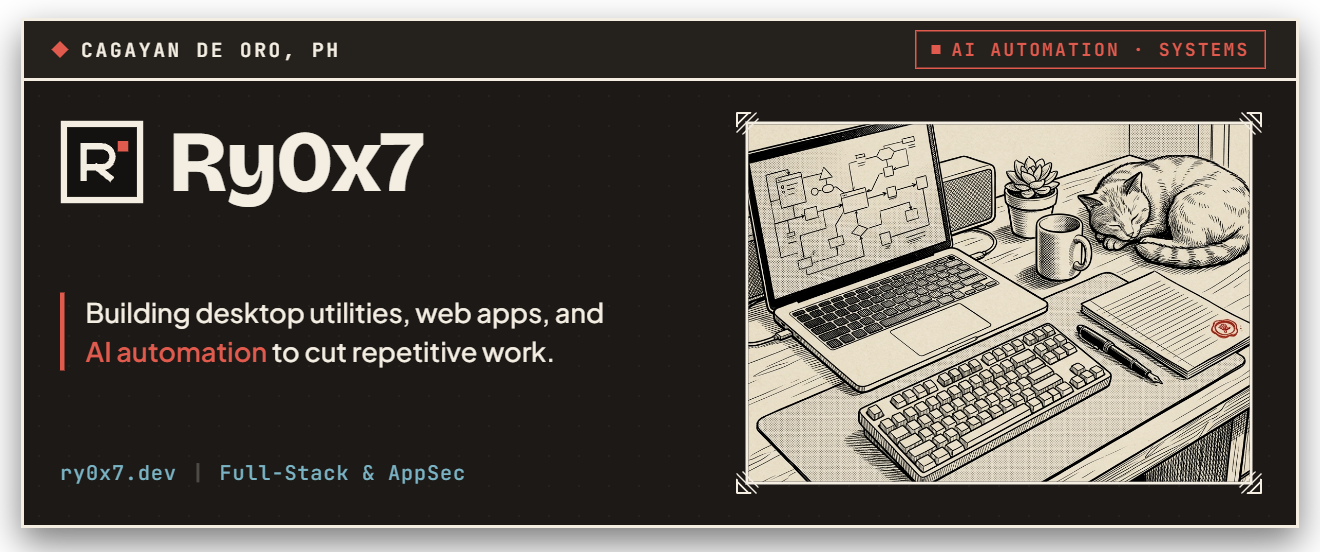 CAGAYAN DE ORO, PH
AI AUTOMATION · SYSTEMS
R
Ry0x7
Building desktop utilities, web apps, and
AI automation to cut repetitive work.
ry0x7.dev | Full-Stack & AppSec